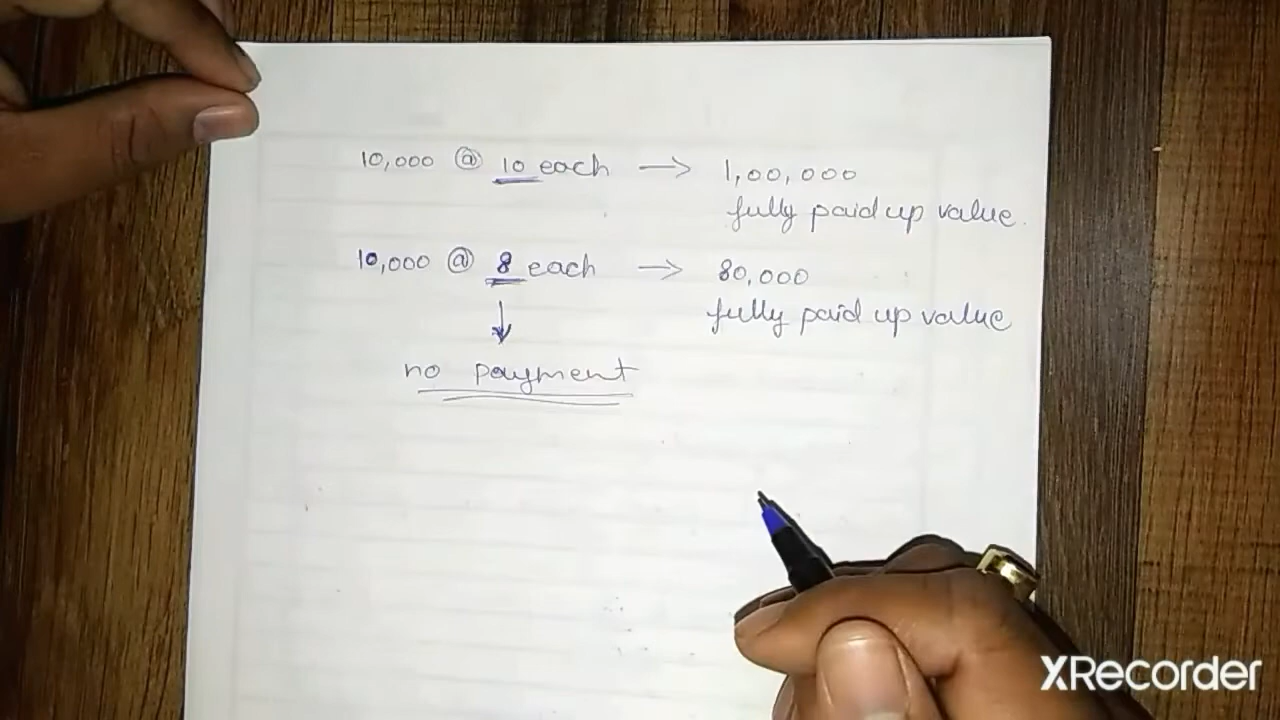 10,000 @ 10 each → 1,00,000
fully paid up value.
10,000 @ 8 each → 80,000
fully paid up value
↓
no payment
XRecorder